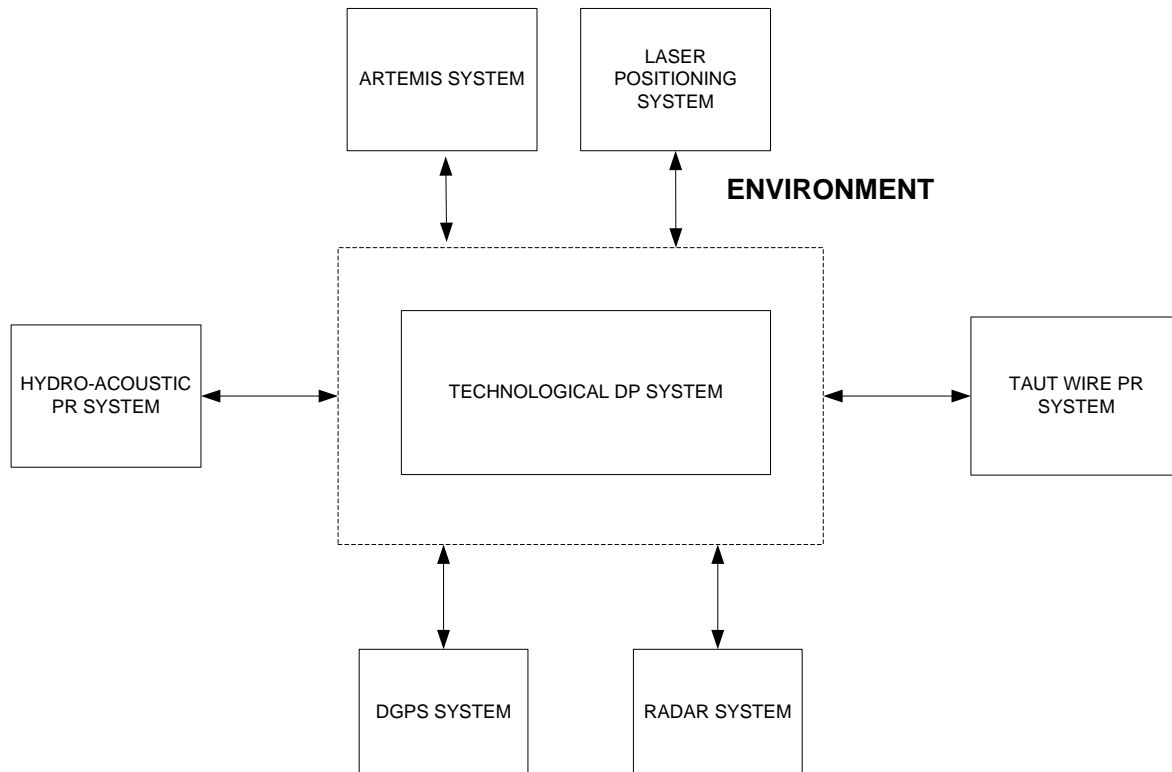 ARTEMIS SYSTEM
LASER
POSITIONING
SYSTEM
ENVIRONMENT
HYDRO-ACOUSTIC
PR SYSTEM
TECHNOLOGICAL DP SYSTEM
TAUT WIRE PR
SYSTEM
DGPS SYSTEM
RADAR SYSTEM